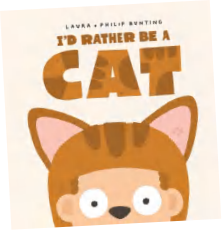 LAURA & PHILIP BUNTING
I'D RATHER BE A
CAT